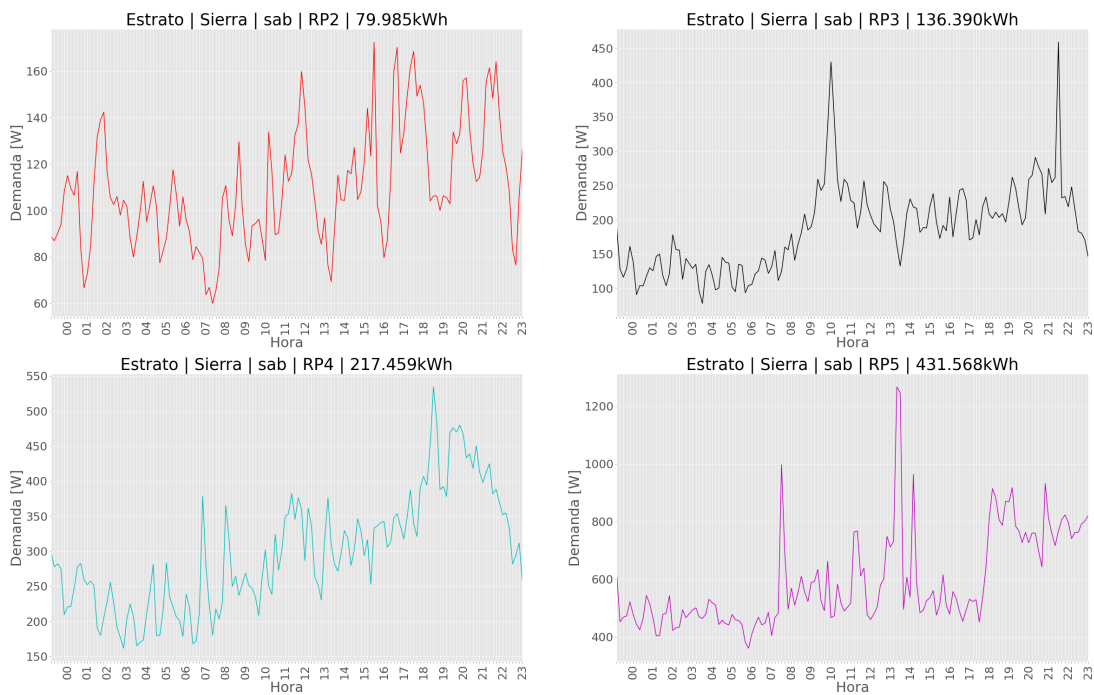 Estrato | Sierra | sab | RP2 | 79.985kWh
Demanda [W]
160
140
120
100
80
60
00 01 02 03 04 05 06 07 08 09 10 11 12 13 14 15 16 17 18 19 20 21 22 23
Hora
Estrato | Sierra | sab | RP3 | 136.390kWh
Demanda [W]
450
400
350
300
250
200
150
100
00 01 02 03 04 05 06 07 08 09 10 11 12 13 14 15 16 17 18 19 20 21 22 23
Hora
Estrato | Sierra | sab | RP4 | 217.459kWh
Demanda [W]
550
500
450
400
350
300
250
200
150
00 01 02 03 04 05 06 07 08 09 10 11 12 13 14 15 16 17 18 19 20 21 22 23
Hora
Estrato | Sierra | sab | RP5 | 431.568kWh
Demanda [W]
1200
1000
800
600
400
00 01 02 03 04 05 06 07 08 09 10 11 12 13 14 15 16 17 18 19 20 21 22 23
Hora